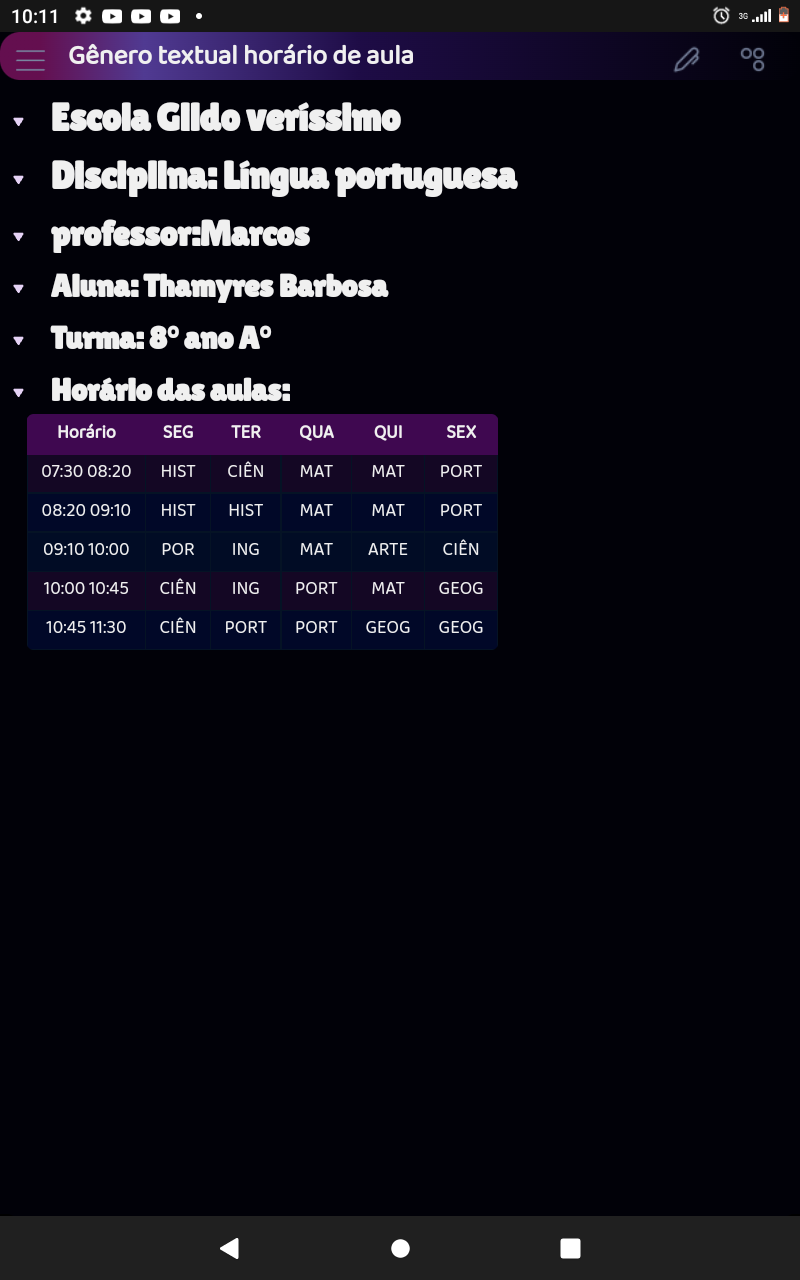 10:11 3G
Gênero textual horário de aula
Escola Gildo veríssimo
Disciplina: Língua portuguesa
professor:Marcos
Aluna: Thamyres Barbosa
Turma: 8° ano A°
Horário das aulas:
Horário SEG TER QUA QUI SEX
07:30 08:20 HIST CIÊN MAT MAT PORT
08:20 09:10 HIST HIST MAT MAT PORT
09:10 10:00 POR ING MAT ARTE CIÊN
10:00 10:45 CIÊN ING PORT MAT GEOG
10:45 11:30 CIÊN PORT PORT GEOG GEOG